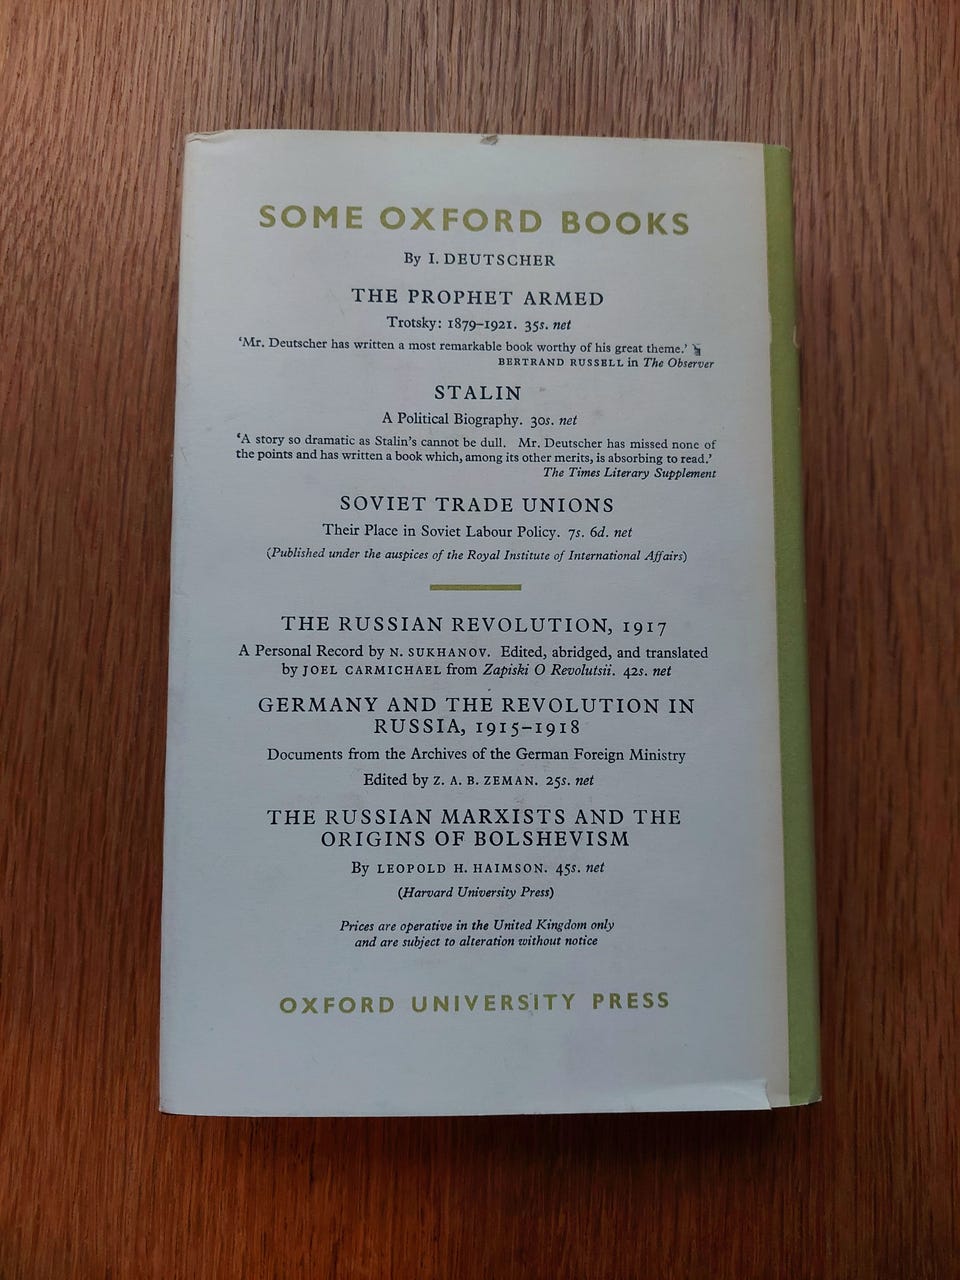 SOME OXFORD BOOKS
By I. DEUTSCHER
THE PROPHET ARMED
Trotsky: 1879–1921. 35s. net
‘Mr. Deutscher has written a most remarkable book worthy of his great theme.’
BERTRAND RUSSELL in The Observer
STALIN
A Political Biography. 30s. net
‘A story so dramatic as Stalin’s cannot be dull. Mr. Deutscher has missed none of
the points and has written a book which, among its other merits, is absorbing to read.’
The Times Literary Supplement
SOVIET TRADE UNIONS
Their Place in Soviet Labour Policy. 7s. 6d. net
(Published under the auspices of the Royal Institute of International Affairs)
THE RUSSIAN REVOLUTION, 1917
A Personal Record by N. SUKHANOV. Edited, abridged, and translated
by JOEL CARMICHAEL from Zapiski O Revolutsii. 42s. net
GERMANY AND THE REVOLUTION IN
RUSSIA, 1915–1918
Documents from the Archives of the German Foreign Ministry
Edited by Z. A. B. ZEMAN. 25s. net
THE RUSSIAN MARXISTS AND THE
ORIGINS OF BOLSHEVISM
By LEOPOLD H. HAIMSON. 45s. net
(Harvard University Press)
Prices are operative in the United Kingdom only
and are subject to alteration without notice
OXFORD UNIVERSITY PRESS